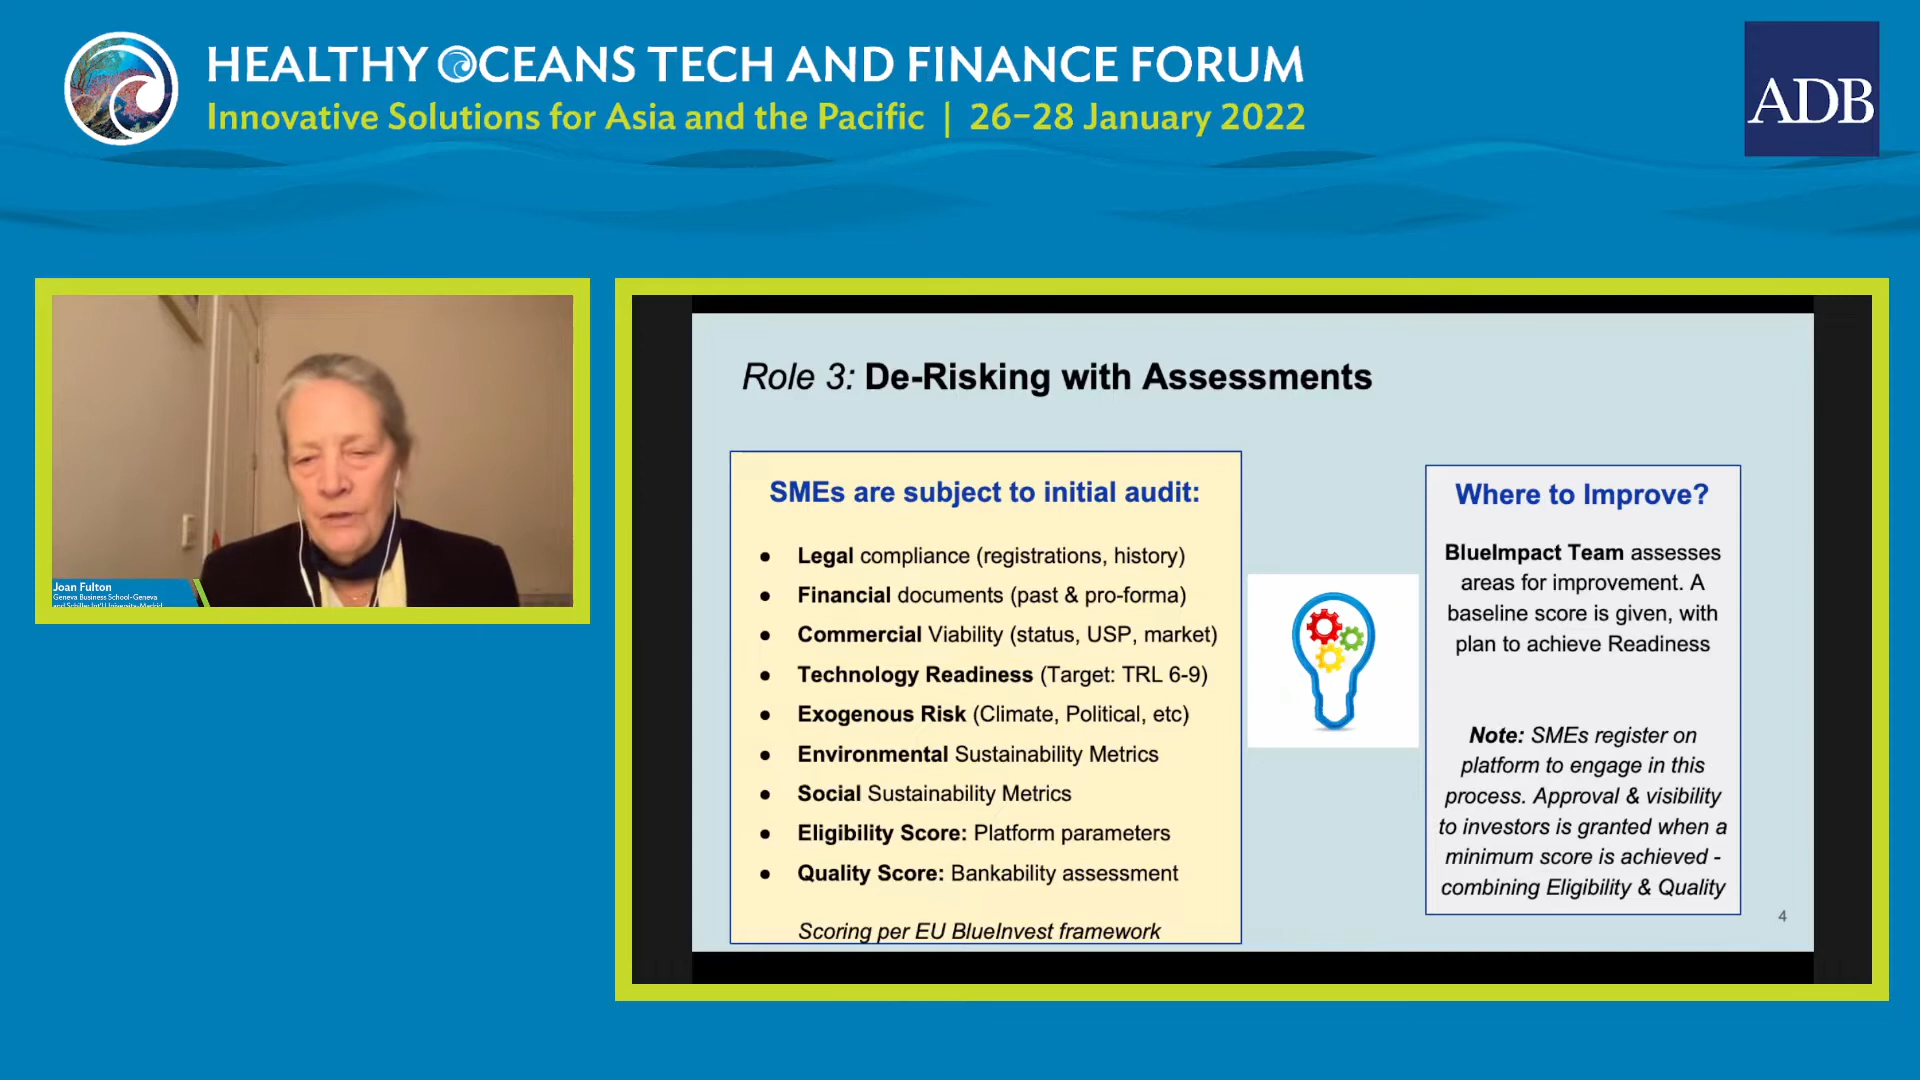 HEALTHY OCEANS TECH AND FINANCE FORUM
Innovative Solutions for Asia and the Pacific | 26–28 January 2022
ADB
Joan Fulton
Geneva Business School-Geneva
and Schiller Int'l University-Madrid
Role 3: De-Risking with Assessments
SMEs are subject to initial audit:
● Legal compliance (registrations, history)
● Financial documents (past & pro-forma)
● Commercial Viability (status, USP, market)
● Technology Readiness (Target: TRL 6-9)
● Exogenous Risk (Climate, Political, etc)
● Environmental Sustainability Metrics
● Social Sustainability Metrics
● Eligibility Score: Platform parameters
● Quality Score: Bankability assessment
Scoring per EU BlueInvest framework
Where to Improve?
BlueImpact Team assesses
areas for improvement. A
baseline score is given, with
plan to achieve Readiness
Note: SMEs register on
platform to engage in this
process. Approval & visibility
to investors is granted when a
minimum score is achieved -
combining Eligibility & Quality
4